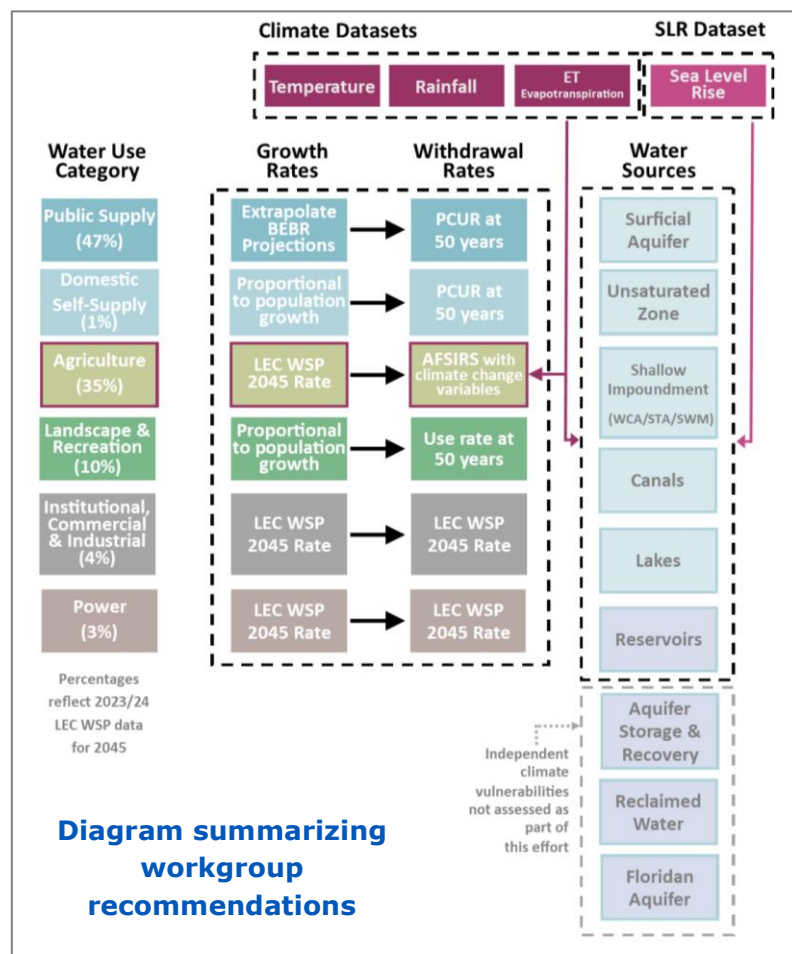 Climate Datasets
SLR Dataset
Temperature
Rainfall
ET
Evapotranspiration
Sea Level
Rise
Water Use
Category
Growth
Rates
Withdrawal
Rates
Water
Sources
Public Supply
(47%)
Extrapolate
BEBR
Projections
PCUR at
50 years
Surficial
Aquifer
Domestic
Self-Supply
(1%)
Proportional
to population
growth
PCUR at
50 years
Unsaturated
Zone
Agriculture
(35%)
LEC WSP
2045 Rate
AFSIRS with
climate change
variables
Shallow
Impoundment
(WCA/STA/SWM)
Landscape &
Recreation
(10%)
Proportional
to population
growth
Use rate at
50 years
Canals
Institutional,
Commercial
& Industrial
(4%)
LEC WSP
2045 Rate
LEC WSP
2045 Rate
Lakes
Power
(3%)
LEC WSP
2045 Rate
LEC WSP
2045 Rate
Reservoirs
Percentages
reflect 2023/24
LEC WSP data
for 2045
Independent
climate
vulnerabilities
not assessed as
part of
this effort
Aquifer
Storage &
Recovery
Reclaimed
Water
Floridan
Aquifer
Diagram summarizing
workgroup
recommendations